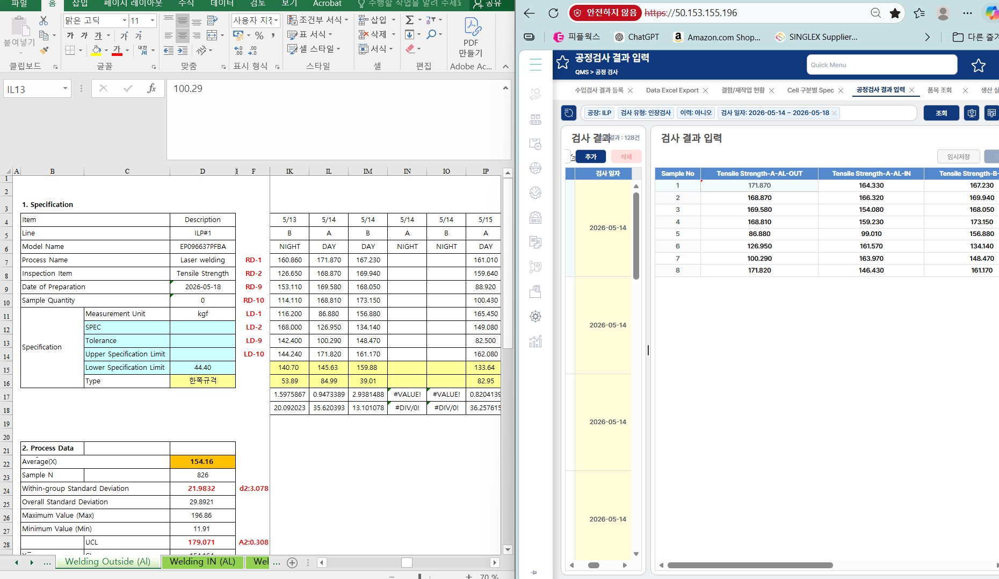 파일 홈 삽입 페이지 레이아웃 수식 데이터 검토 보기 Acrobat 수행할 작업을 알려 주세요 공유
맑은 고딕 11 사용자 지정 조건부 서식 삽입
붙여넣기 가 가 가 가 가 % , 표 서식 삭제 PDF
가 내천 셀 스타일 서식 만들기
클립보드 글꼴 맞춤 표시 형식 스타일 셀 편집 Adobe Ac...
IL13 fx 100.29
A B C D F IK IL IM IN IO IP
1
2
3 1. Specification
4 Item Description 5/13 5/14 5/14 5/14 5/14 5/15
5 Line ILP#1 B A B A B A
6 Model Name EP096637PFBA NIGHT DAY DAY NIGHT NIGHT DAY
7 Process Name Laser welding RD-1 160.860 171.870 167.230 161.010
8 Inspection Item Tensile Strength RD-2 126.650 168.870 169.940 159.640
9 Date of Preparation 2026-05-18 RD-9 153.110 169.580 168.050 88.920
10 Sample Quantity 0 RD-10 114.110 168.810 173.150 100.430
11 Measurement Unit kgf LD-1 116.200 86.880 156.880 165.450
12 SPEC LD-2 168.000 126.950 134.140 149.080
13 Specification Tolerance LD-9 142.400 100.290 148.470 82.500
14 Upper Specification Limit LD-10 144.240 171.820 161.170 162.080
15 Lower Specification Limit 44.40 140.70 145.63 159.88 133.64
16 Type 한쪽규격 53.89 84.99 39.01 82.95
17 1.5975867 0.9473389 2.9381488 #VALUE! #VALUE! 0.8204139
18 20.092023 35.620393 13.101078 #DIV/0! #DIV/0! 36.257615
19
20
21 2. Process Data
22 Average(X) 154.16
23 Sample N 826
24 Within-group Standard Deviation 21.9832 d2:3.078
25 Overall Standard Deviation 29.8921
26 Maximum Value (Max) 196.86
27 Minimum Value (Min) 11.91
28 UCL 179.071 A2:0.308
... Welding Outside (Al) Welding IN (AL) Wel ...
70 %
안전하지 않음 https://50.153.155.196
피플웍스 ChatGPT Amazon.com Shop... SINGLEX Supplier... 다른 즐겨
공정검사 결과 입력
QMS > 공정 검사
Quick Menu
수입검사 결과 등록 Data Excel Export 결함/재작업 현황 Cell 구분별 Spec 공정검사 결과 입력 품목 조회 생산 실
공장: ILP 검사 유형: 인장검사 이력: 아니오 검사 일자: 2026-05-14 ~ 2026-05-18 조회
검사 결과 결과 : 128건
추가 삭제
검사 일자
2026-05-14
2026-05-14
2026-05-14
2026-05-14
검사 결과 입력
임시저장
Sample No Tensile Strength-A-AL-OUT Tensile Strength-A-AL-IN Tensile Strength-B-
1 171.870 164.330 167.230
2 168.870 166.320 169.940
3 169.580 154.080 168.050
4 168.810 159.230 173.150
5 86.880 99.010 156.880
6 126.950 161.570 134.140
7 100.290 163.970 148.470
8 171.820 146.430 161.170